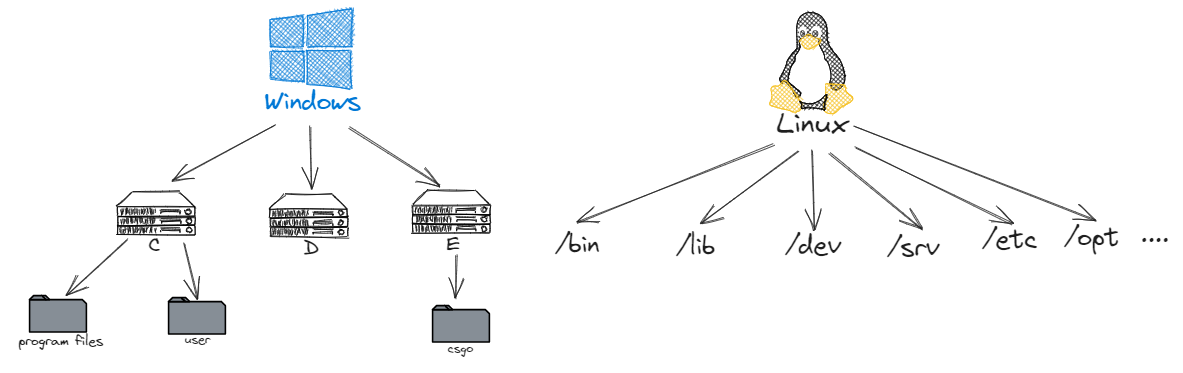 Windows
Linux
C
D
E
/bin
/lib
/dev
/srv
/etc
/opt
....
program files
user
csgo